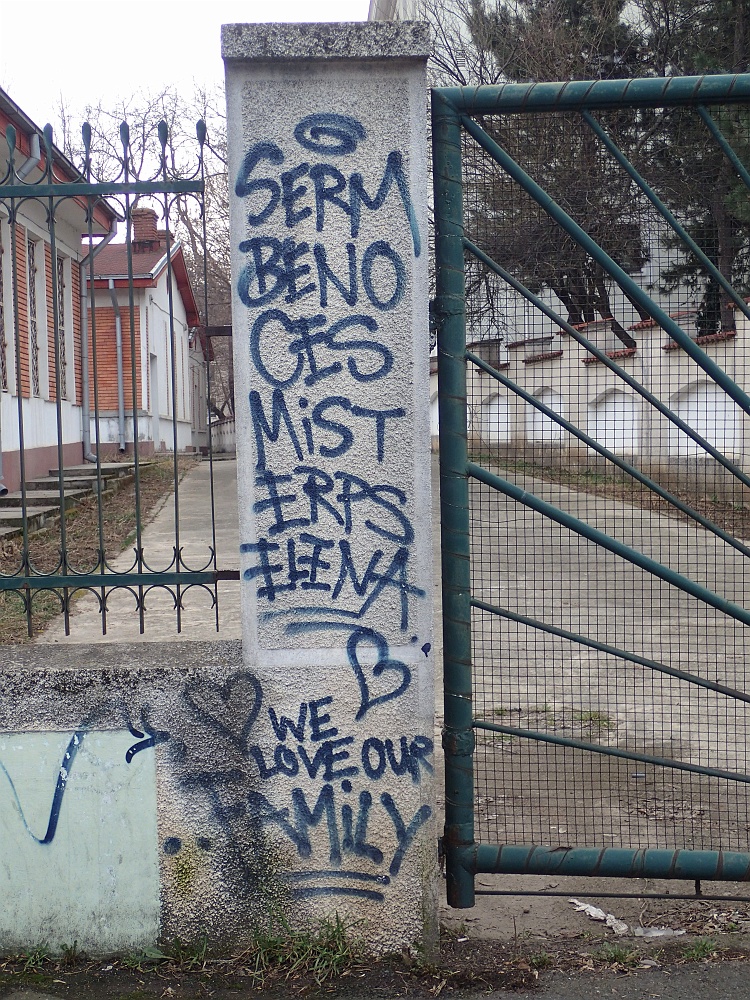 SERM
BENO
CES
MiST
ERPS
ELENA
WE
LOVE OUR
FAMiLY